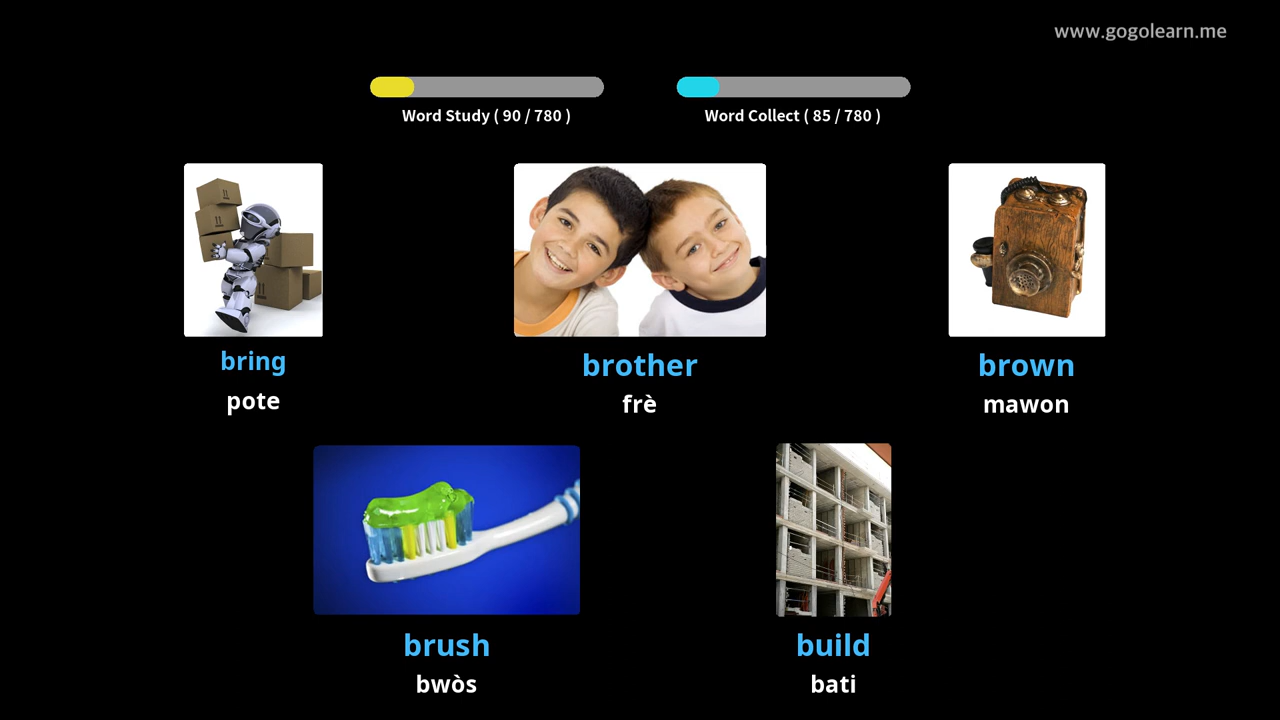 www.gogolearn.me
Word Study ( 90 / 780 )
Word Collect ( 85 / 780 )
bring
pote
brother
frè
brown
mawon
brush
bwòs
build
bati